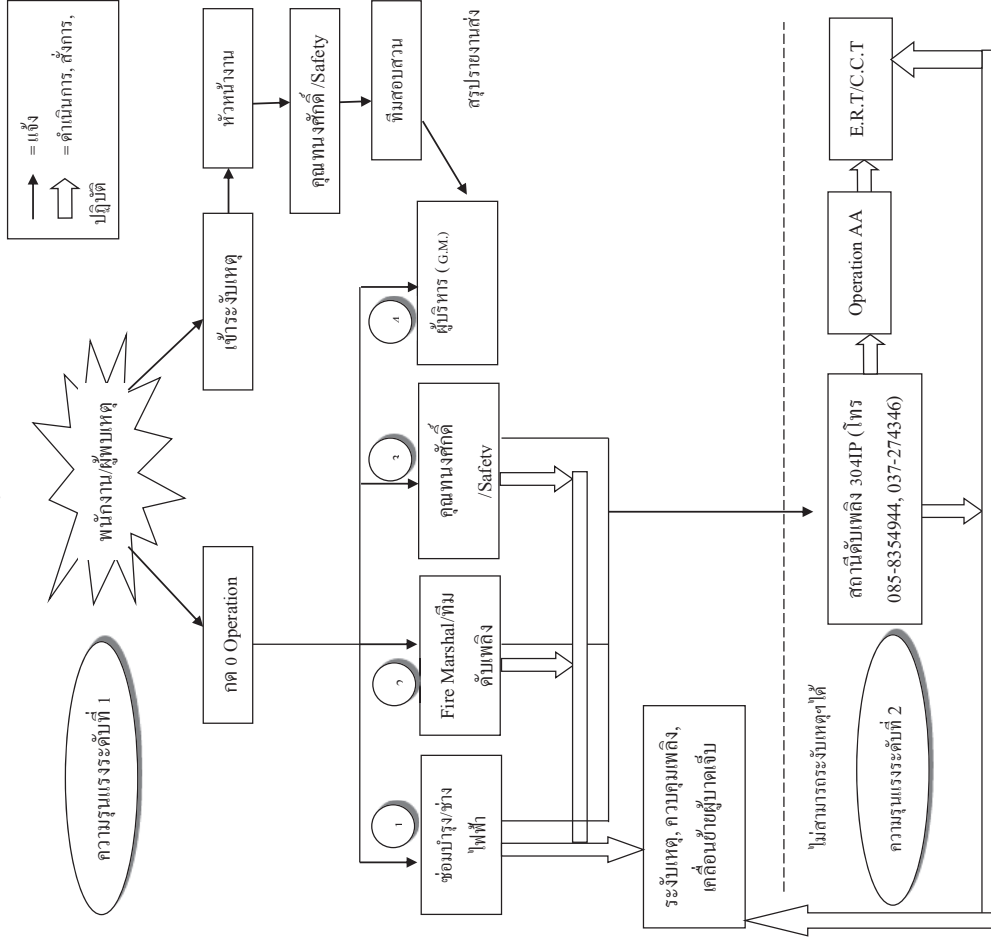 = แจ้ง
= ดำเนินการ, สั่งการ,
ปฏิบัติ
ความรุนแรงระดับที่ 1
พนักงาน/ผู้พบเหตุ
กด 0 Operation
เข้าระงับเหตุ
หัวหน้างาน
คุณทนงศักดิ์ /Safety
ทีมสอบสวน
สรุปรายงานส่ง
ซ่อมบำรุง/ช่าง
ไฟฟ้า
Fire Marshal/ทีม
ดับเพลิง
คุณทนงศักดิ์
/Safety
ผู้บริหาร ( G.M.)
ระงับเหตุ, ควบคุมเพลิง,
เคลื่อนย้ายผู้บาดเจ็บ
ไม่สามารถระงับเหตุฯ ได้
ความรุนแรงระดับที่ 2
สถานีดับเพลิง 304IP (โทร
085-8354944, 037-274346)
Operation AA
E.R.T/C.C.T